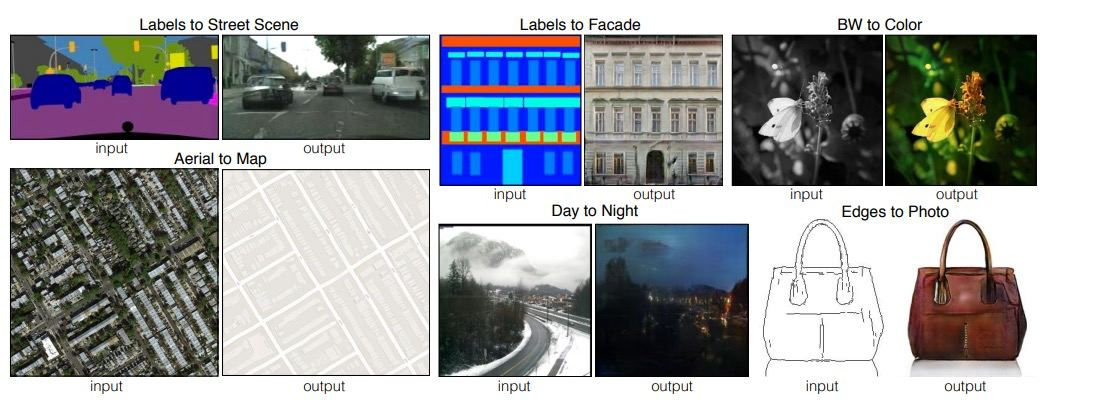 Labels to Street Scene
input
output
Aerial to Map
input
output
Labels to Facade
input
output
BW to Color
input
output
Day to Night
input
output
Edges to Photo
input
output